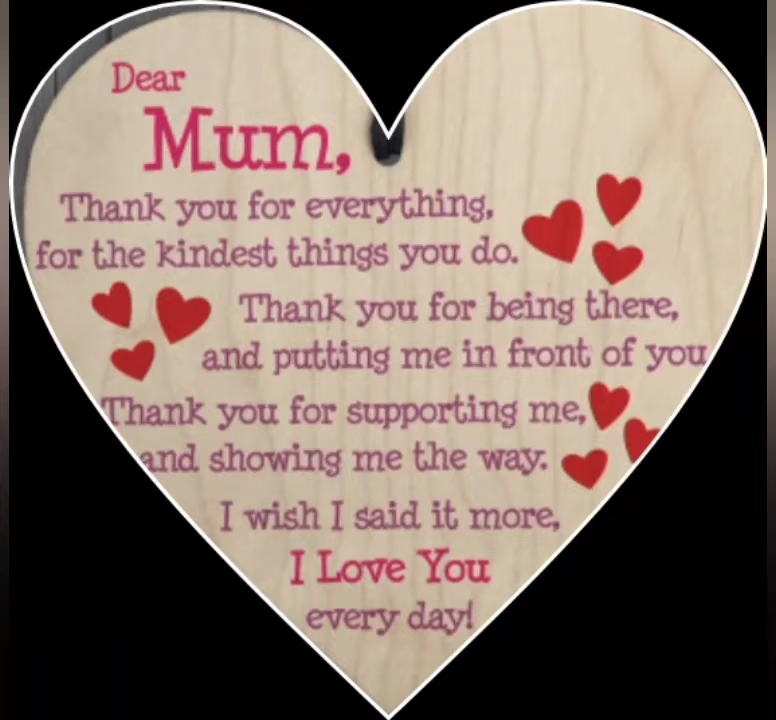 Dear
Mum,
Thank you for everything,
for the kindest things you do.
Thank you for being there,
and putting me in front of you
Thank you for supporting me,
and showing me the way.
I wish I said it more,
I Love You
every day!